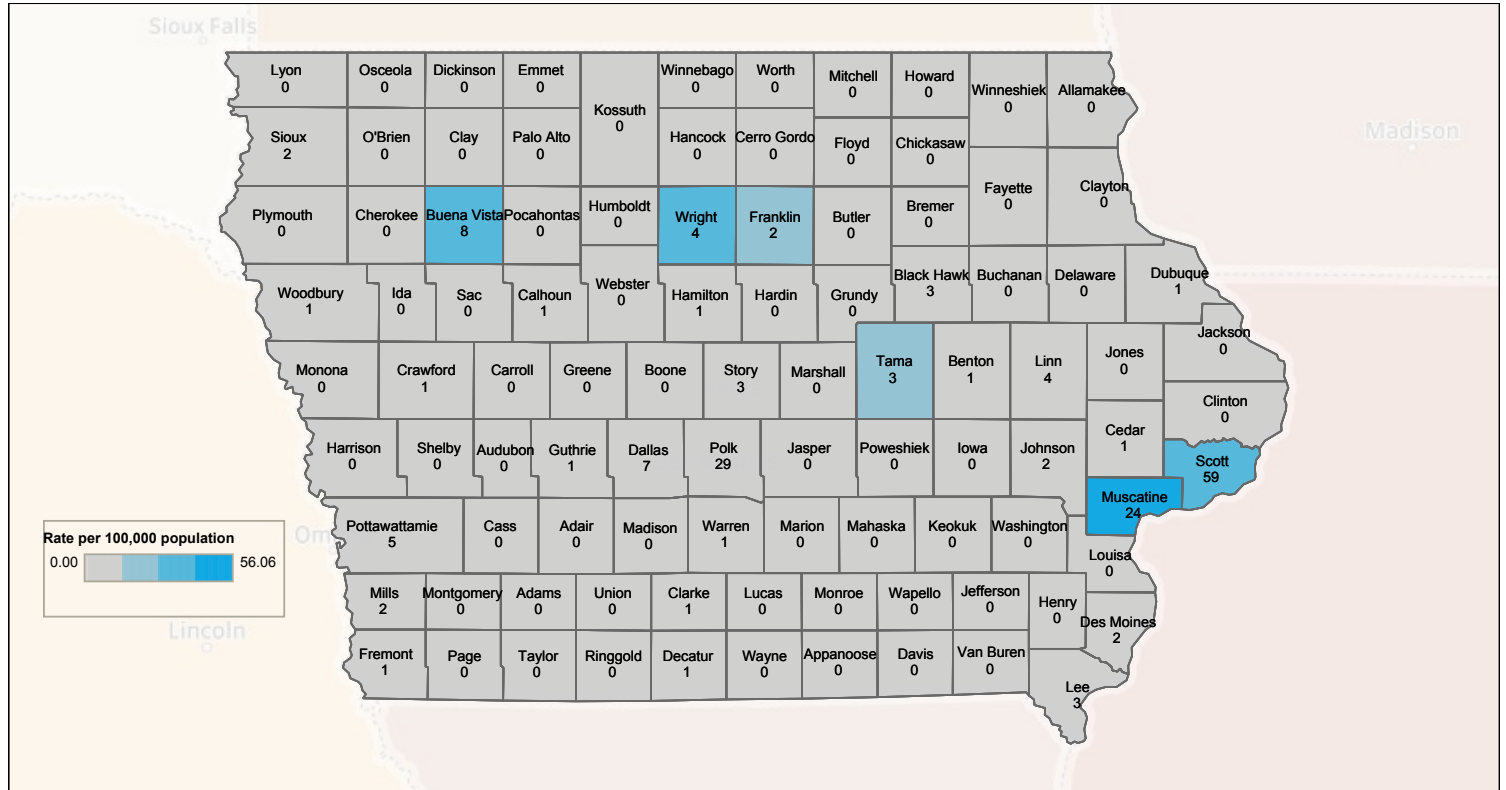 Sioux Falls
Lyon
0
Osceola
0
Dickinson
0
Emmet
0
Kossuth
0
Winnebago
0
Worth
0
Mitchell
0
Howard
0
Winneshiek
0
Allamakee
0
Madison
Sioux
2
O'Brien
0
Clay
0
Palo Alto
0
Hancock
0
Cerro Gordo
0
Floyd
0
Chickasaw
0
Fayette
0
Clayton
0
Plymouth
0
Cherokee
0
Buena Vista
8
Pocahontas
0
Humboldt
0
Wright
4
Franklin
2
Butler
0
Bremer
0
Woodbury
1
Ida
0
Sac
0
Calhoun
1
Webster
0
Hamilton
1
Hardin
0
Grundy
0
Black Hawk
3
Buchanan
0
Delaware
0
Dubuque
1
Jackson
0
Monona
0
Crawford
1
Carroll
0
Greene
0
Boone
0
Story
3
Marshall
0
Tama
3
Benton
1
Linn
4
Jones
0
Clinton
0
Harrison
0
Shelby
0
Audubon
0
Guthrie
1
Dallas
7
Polk
29
Jasper
0
Poweshiek
0
Iowa
0
Johnson
2
Cedar
1
Scott
59
Muscatine
24
Pottawattamie
5
Cass
0
Adair
0
Madison
0
Warren
1
Marion
0
Mahaska
0
Keokuk
0
Washington
0
Louisa
0
Rate per 100,000 population
0.00
56.06
Om
Mills
2
Montgomery
0
Adams
0
Union
0
Clarke
1
Lucas
0
Monroe
0
Wapello
0
Jefferson
0
Henry
0
Des Moines
2
Lincoln
Fremont
1
Page
0
Taylor
0
Ringgold
0
Decatur
1
Wayne
0
Appanoose
0
Davis
0
Van Buren
0
Lee
3